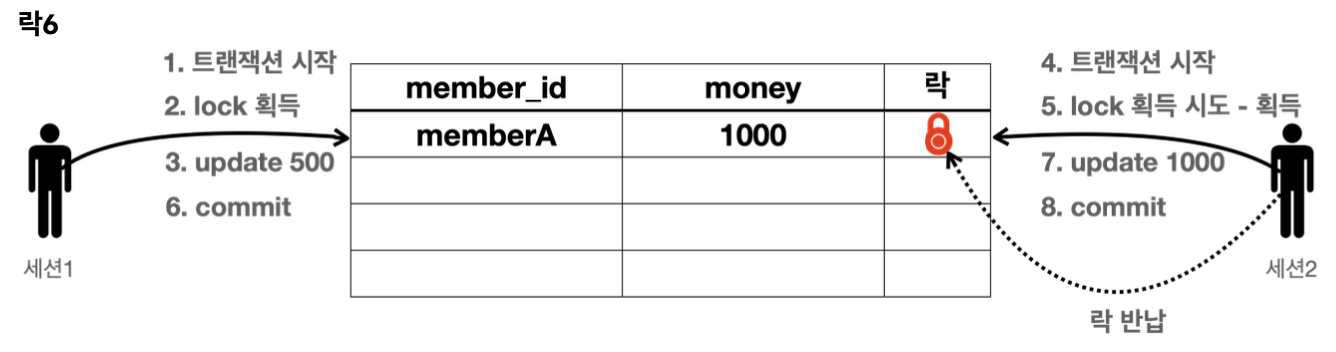 락6
1. 트랜잭션 시작
2. lock 획득
3. update 500
6. commit
세션1
member_id money 락
memberA 1000
4. 트랜잭션 시작
5. lock 획득 시도 - 획득
7. update 1000
8. commit
세션2
락 반납